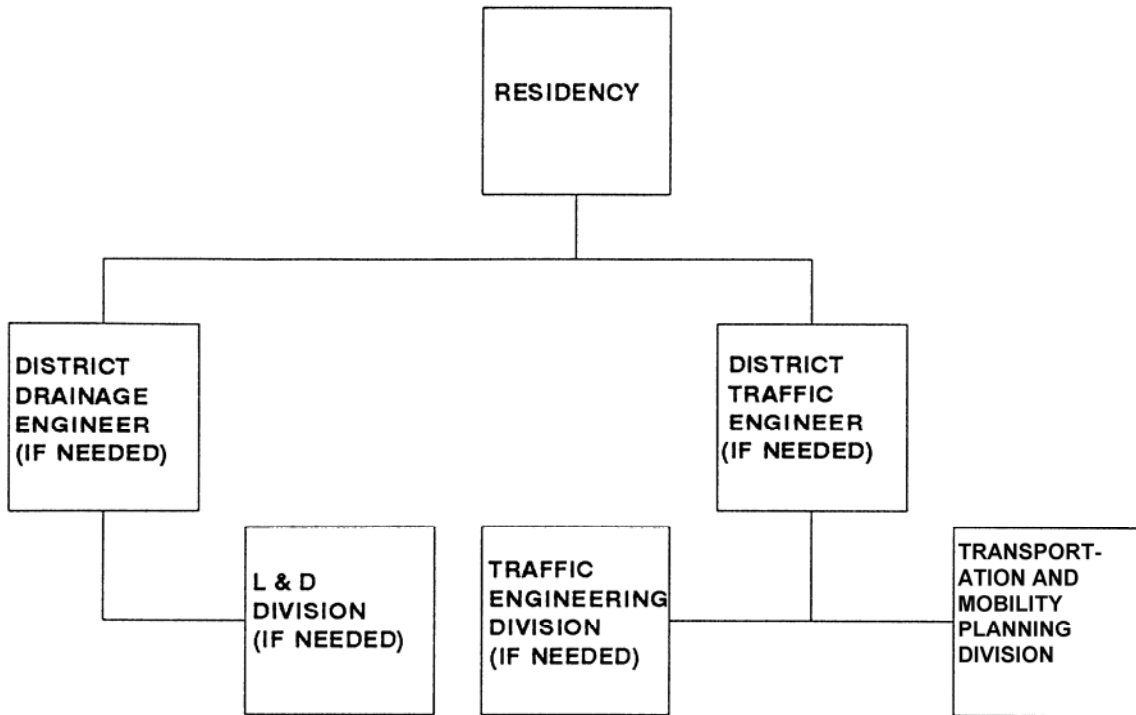 RESIDENCY
DISTRICT
DRAINAGE
ENGINEER
(IF NEEDED)
DISTRICT
TRAFFIC
ENGINEER
(IF NEEDED)
L & D
DIVISION
(IF NEEDED)
TRAFFIC
ENGINEERING
DIVISION
(IF NEEDED)
TRANSPORT-
ATION AND
MOBILITY
PLANNING
DIVISION